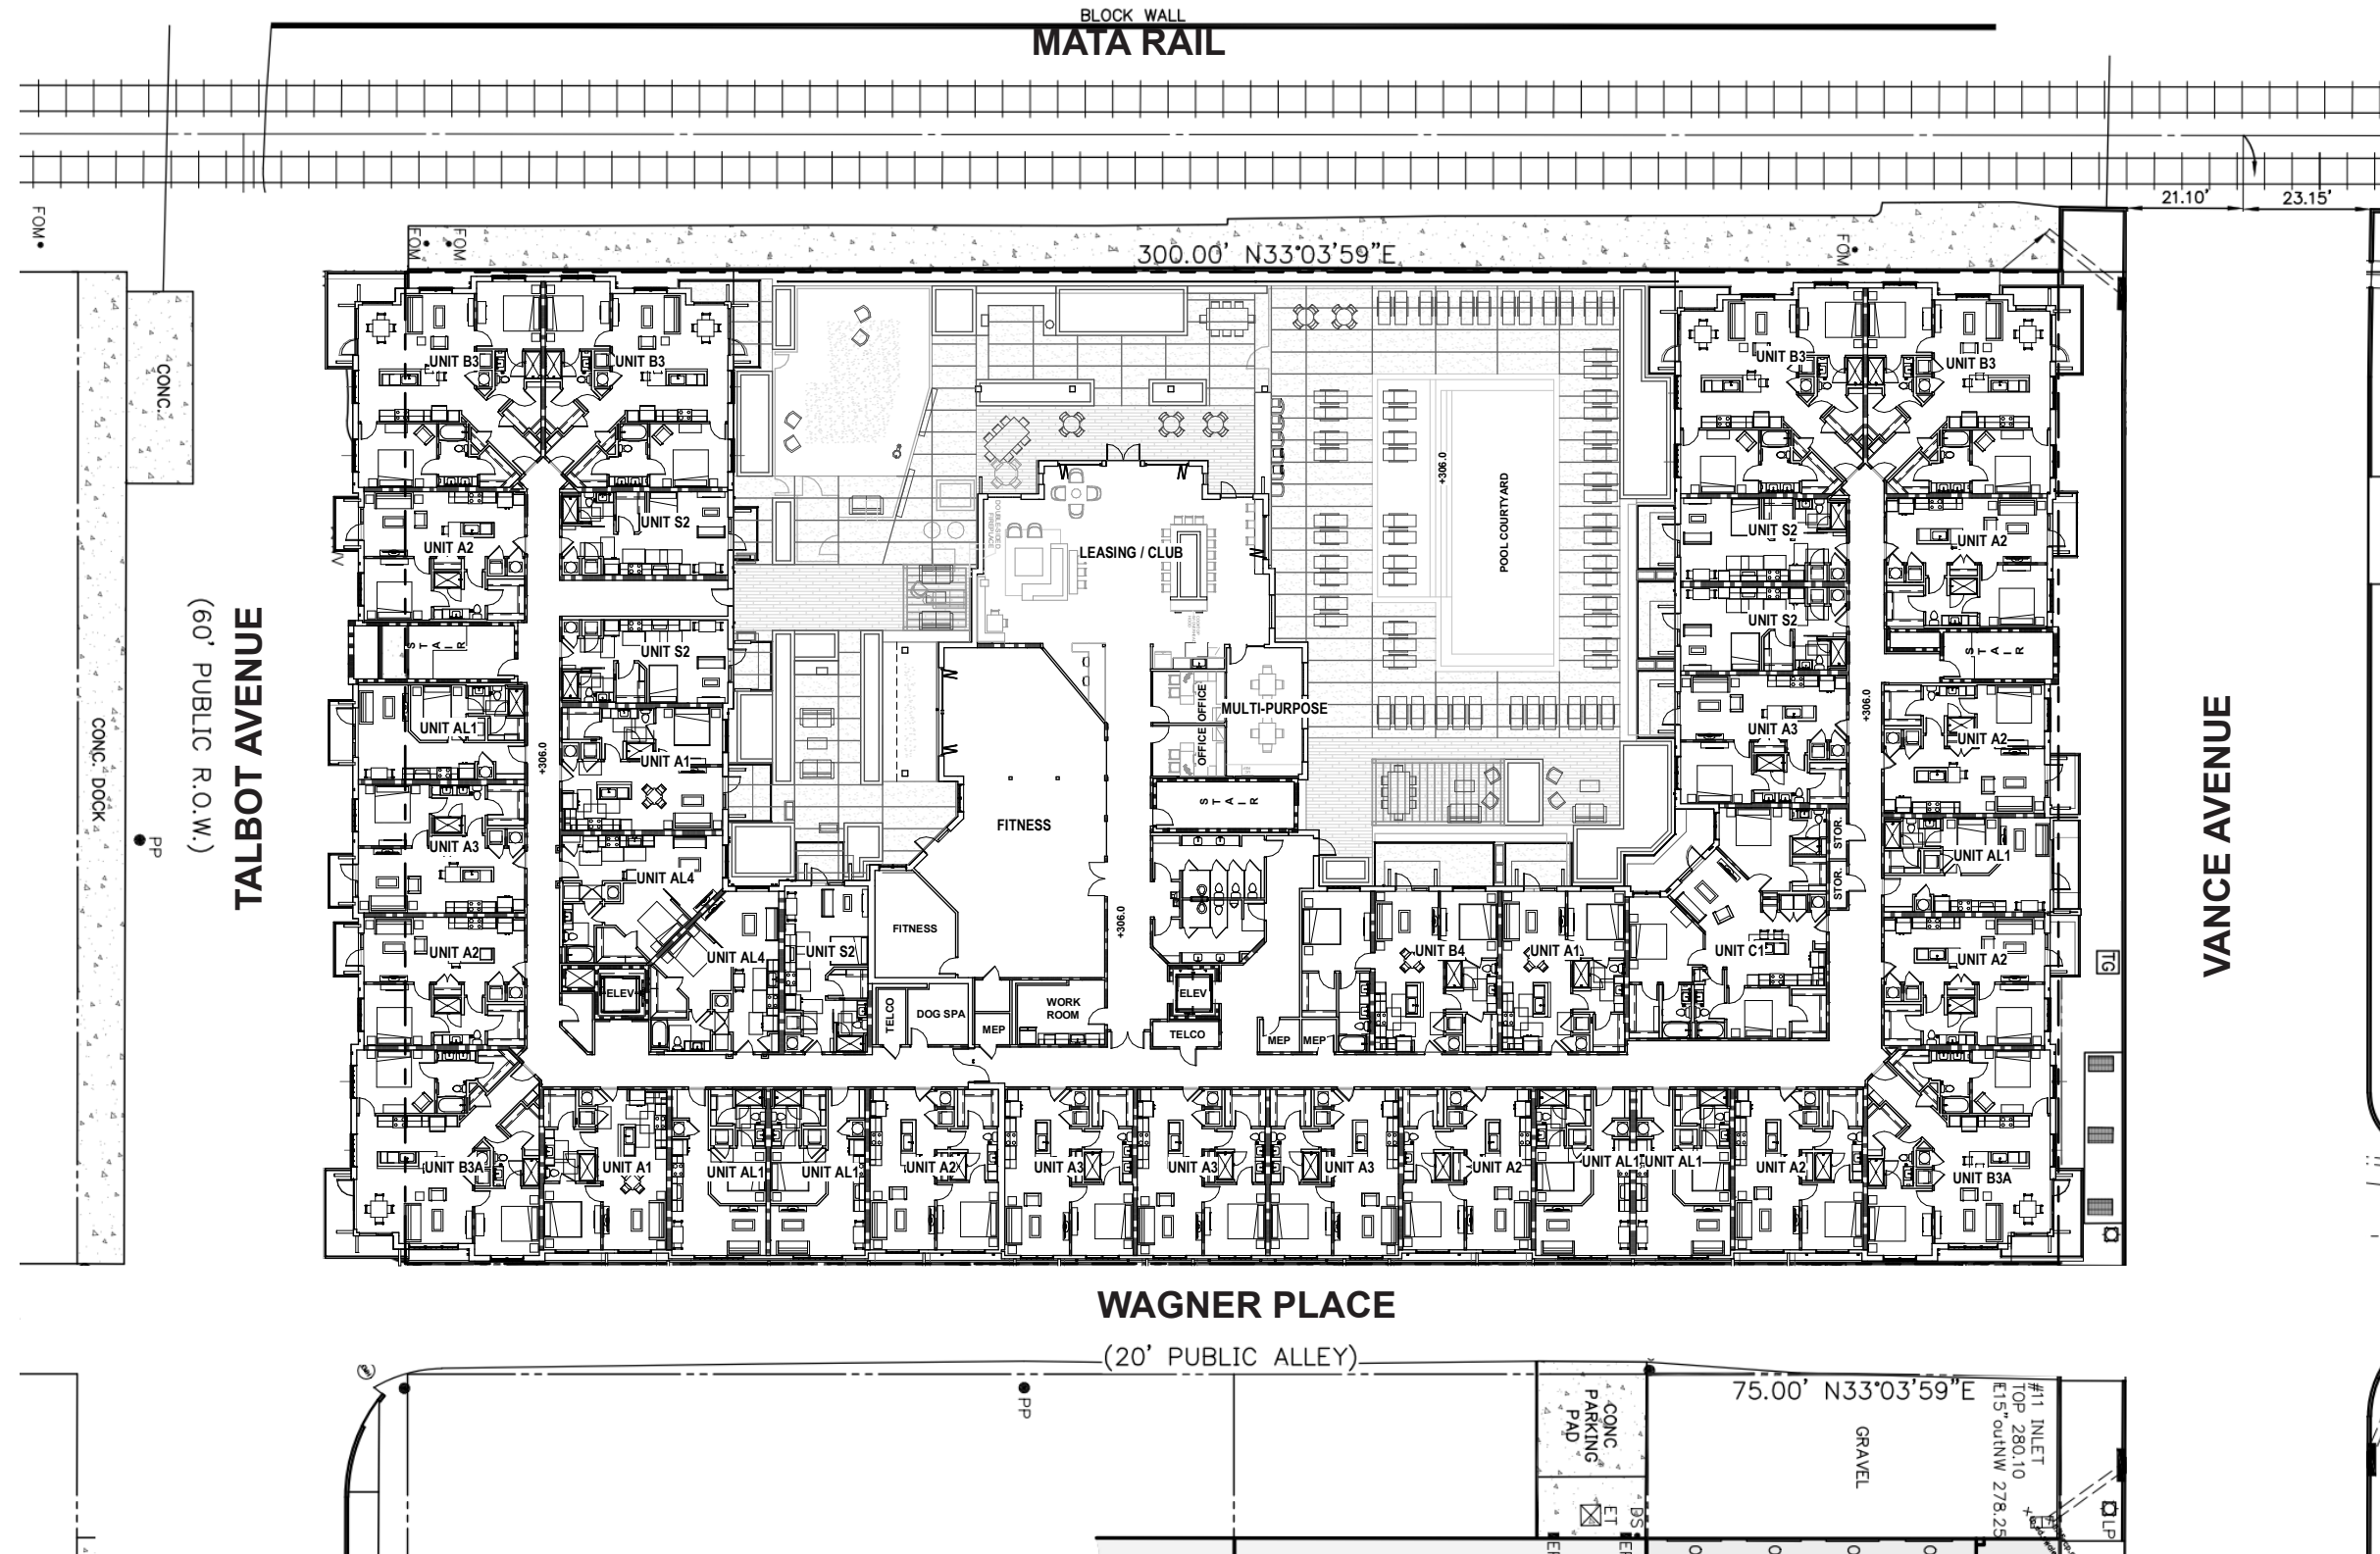 BLOCK WALL
MATA RAIL
21.10'
23.15'
FOM
FOM
FOM
FOM
300.00' N33°03'59"E
CONC.
CONC. DOCK
PP
(60' PUBLIC R.O.W.)
TALBOT AVENUE
UNIT B3
UNIT B3
UNIT B3
UNIT B3
UNIT A2
UNIT S2
STAIR
UNIT S2
UNIT AL1
+306.0
UNIT A1
UNIT A3
UNIT AL4
UNIT A2
UNIT AL4
UNIT S2
ELEV
DOUBLE-SIDED
FIREPLACE
LEASING / CLUB
OFFICE
OFFICE
MULTI-PURPOSE
STAIR
FITNESS
FITNESS
+306.0
TELCO
DOG SPA
MEP
WORK
ROOM
ELEV
TELCO
MEP
MEP
+306.0
POOL COURTYARD
UNIT S2
UNIT A2
UNIT S2
STAIR
UNIT A3
+306.0
UNIT A2
STOR.
STOR.
UNIT AL1
UNIT B4
UNIT A1
UNIT C1
UNIT A2
TG
VANCE AVENUE
UNIT B3A
UNIT A1
UNIT AL1
UNIT AL1
UNIT A2
UNIT A3
UNIT A3
UNIT A3
UNIT A2
UNIT AL1
UNIT AL1
UNIT A2
UNIT B3A
WAGNER PLACE
(20' PUBLIC ALLEY)
PP
75.00' N33°03'59"E
CONC
PARKING
PAD
GRAVEL
#11 INLET
TOP 280.10
E15" outNW 278.25
ET
DS
LP